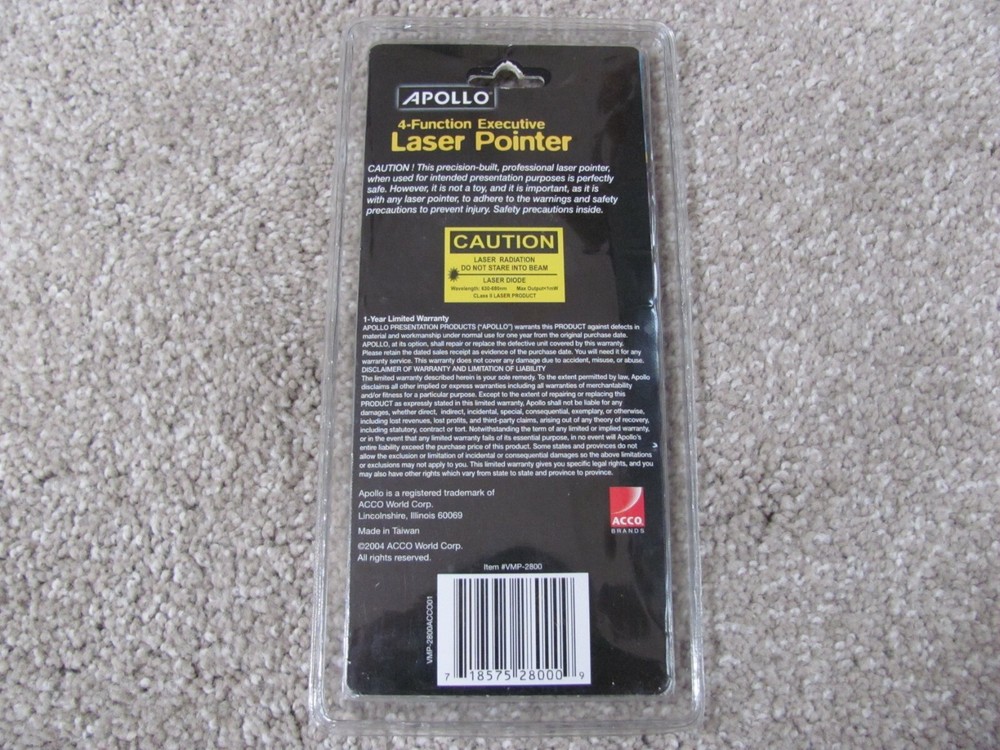 APOLLO
4-Function Executive
Laser Pointer
CAUTION ! This precision-built, professional laser pointer,
when used for intended presentation purposes is perfectly
safe. However, it is not a toy, and it is important, as it is
with any laser pointer, to adhere to the warnings and safety
precautions to prevent injury. Safety precautions inside.
CAUTION
LASER RADIATION
DO NOT STARE INTO BEAM
LASER DIODE
Wavelength: 630-680nm Max Output
CLass II LASER PRODUCT
1-Year Limited Warranty
APOLLO PRESENTATION PRODUCTS ("APOLLO") warrants this PRODUCT against defects in
material and workmanship under normal use for one year from the original purchase date.
APOLLO, at its option, shall repair or replace the defective unit covered by this warranty.
Please retain the dated sales receipt as evidence of the purchase date. You will need it for any
warranty service. This warranty does not cover any damage due to accident, misuse, or abuse.
DISCLAIMER OF WARRANTY AND LIMITATION OF LIABILITY
The limited warranty described herein is your sole remedy. To the extent permitted by law, Apollo
disclaims all other implied or express warranties including all warranties of merchantability
and/or fitness for a particular purpose. Except to the extent of repairing or replacing this
PRODUCT as expressly stated in this limited warranty, Apollo shall not be liable for any
damages, whether direct, indirect, incidental, special, consequential, exemplary, or otherwise,
including lost revenues, lost profits, and third-party claims, arising out of any theory of recovery,
including statutory, contract or tort. Notwithstanding the term of any limited or implied warranty,
or in the event that any limited warranty fails of its essential purpose, in no event will Apollo's
entire liability exceed the purchase price of this product. Some states and provinces do not
allow the exclusion or limitation of incidental or consequential damages so the above limitations
or exclusions may not apply to you. This limited warranty gives you specific legal rights, and you
may also have other rights which vary from state to state and province to province.
Apollo is a registered trademark of
ACCO World Corp.
Lincolnshire, Illinois 60069
Made in Taiwan
©2004 ACCO World Corp.
All rights reserved.
ACCO
BRANDS
Item #VMP-2800
VMP-2800ACCO01
7 18575 28000 9